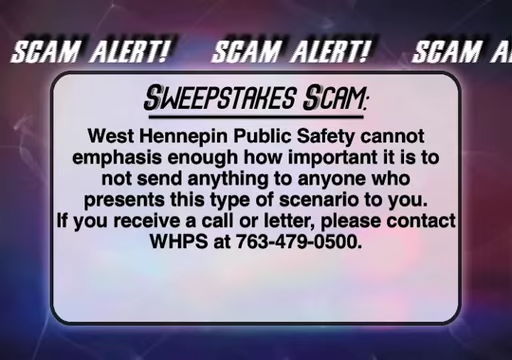 SCAM ALERT! SCAM ALERT! SCAM A
SWEEPSTAKES SCAM:
West Hennepin Public Safety cannot
emphasis enough how important it is to
not send anything to anyone who
presents this type of scenario to you.
If you receive a call or letter, please contact
WHPS at 763-479-0500.